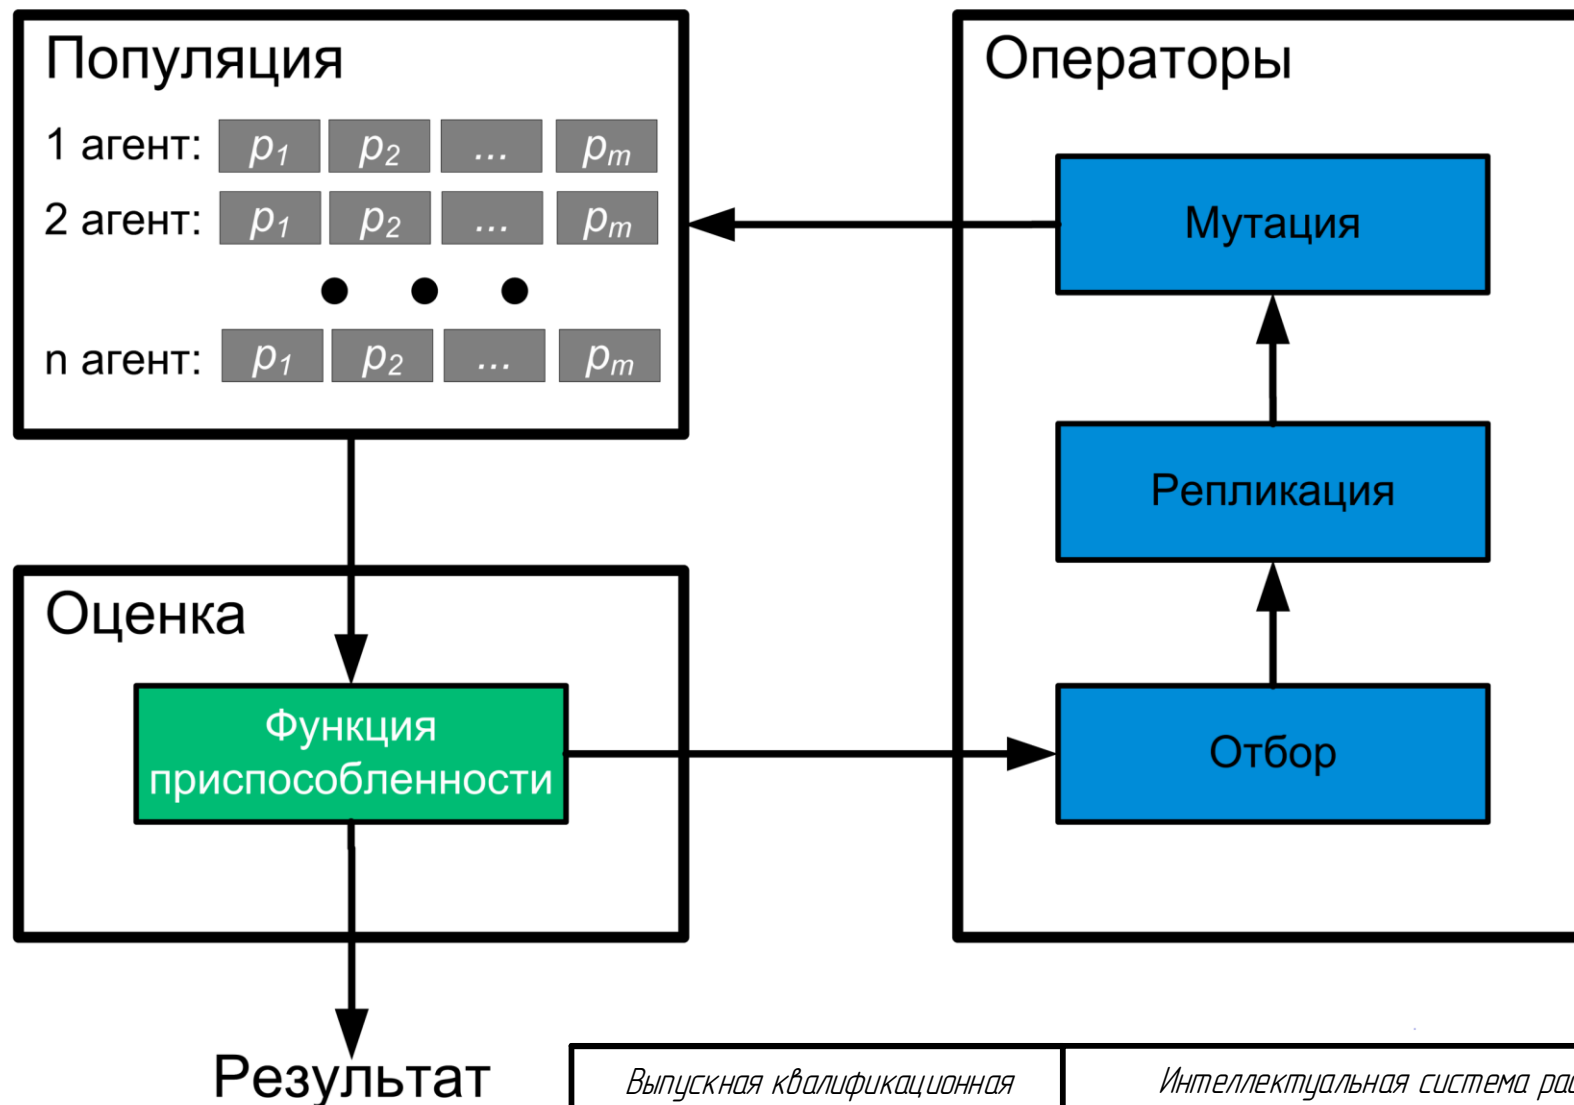 Популяция
1 агент: p1 p2 ... pm
2 агент: p1 p2 ... pm
n агент: p1 p2 ... pm
Оценка
Функция
приспособленности
Результат
Операторы
Мутация
Репликация
Отбор
Выпускная квалификационная
Интеллектуальная система